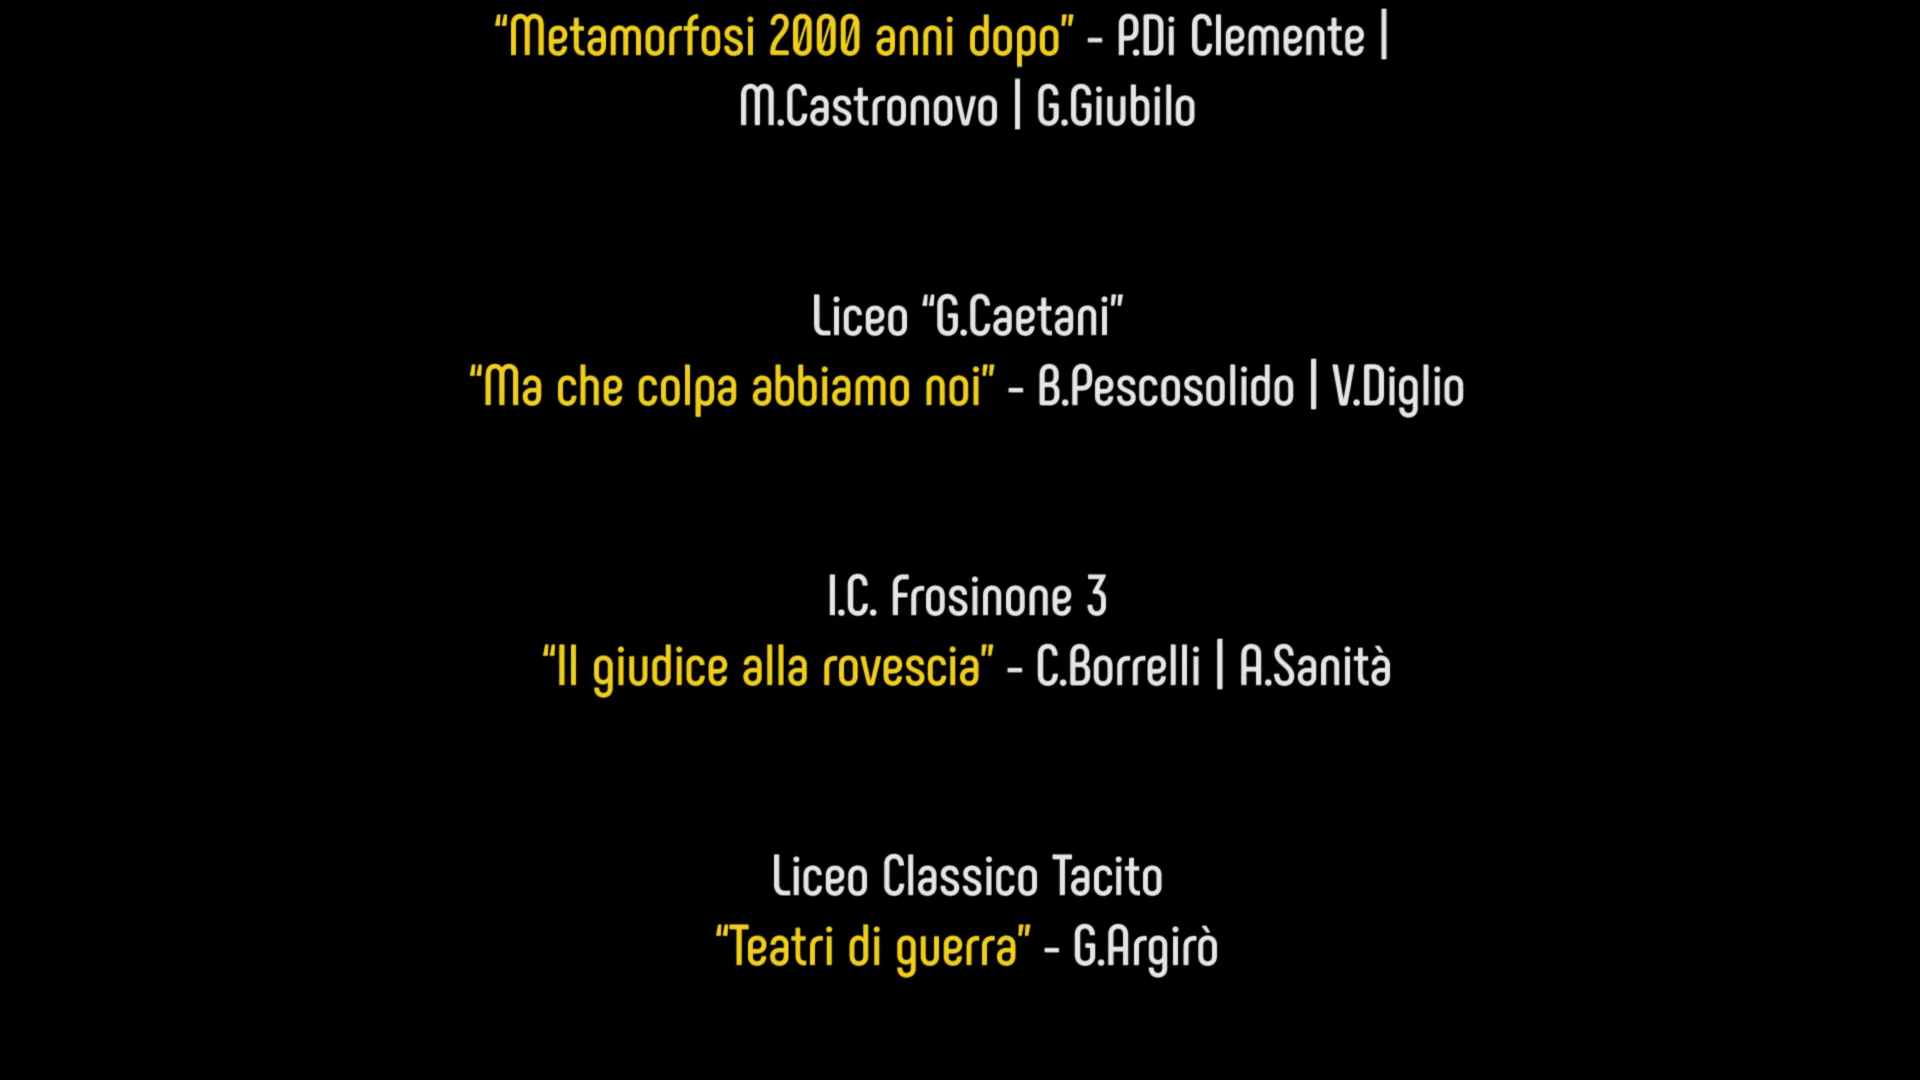 “Metamorfosi 2000 anni dopo” - P.Di Clemente |
M.Castronovo | G.Giubilo
Liceo “G.Caetani”
“Ma che colpa abbiamo noi” - B.Pescosolido | V.Diglio
I.C. Frosinone 3
“Il giudice alla rovescia” - C.Borrelli | A.Sanità
Liceo Classico Tacito
“Teatri di guerra” - G.Argirò